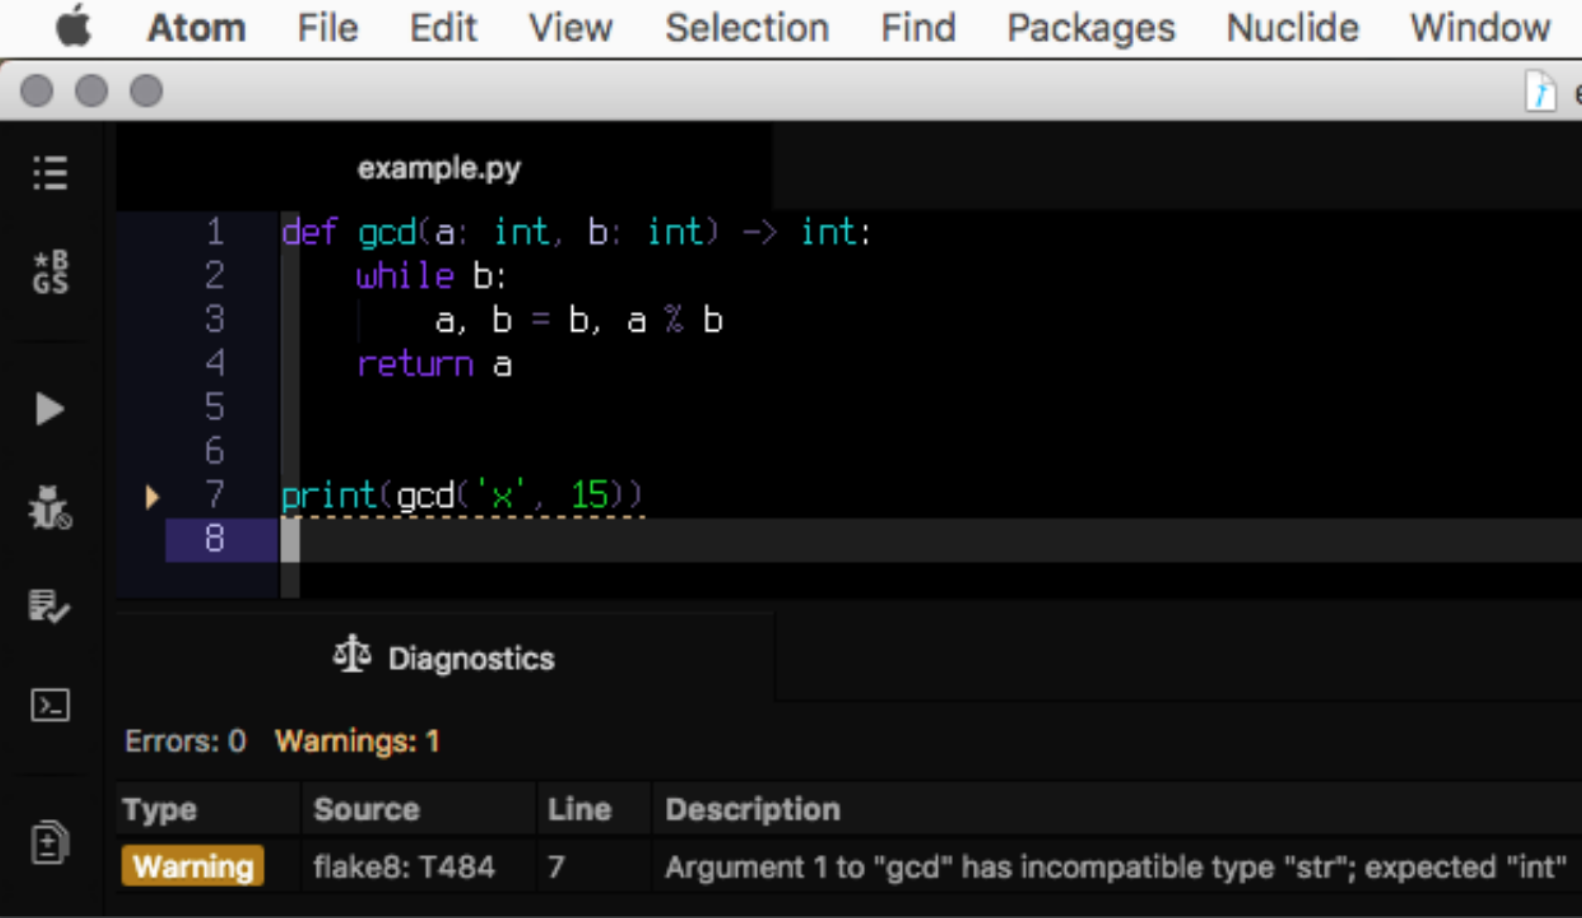 Atom File Edit View Selection Find Packages Nuclide Window
example.py
1 def gcd(a: int, b: int) -> int:
2     while b:
3         a, b = b, a % b
4     return a
5
6
7 print(gcd('x', 15))
8
*B
GS
Diagnostics
Errors: 0 Warnings: 1
Type Source Line Description
Warning flake8: T484 7 Argument 1 to "gcd" has incompatible type "str"; expected "int"